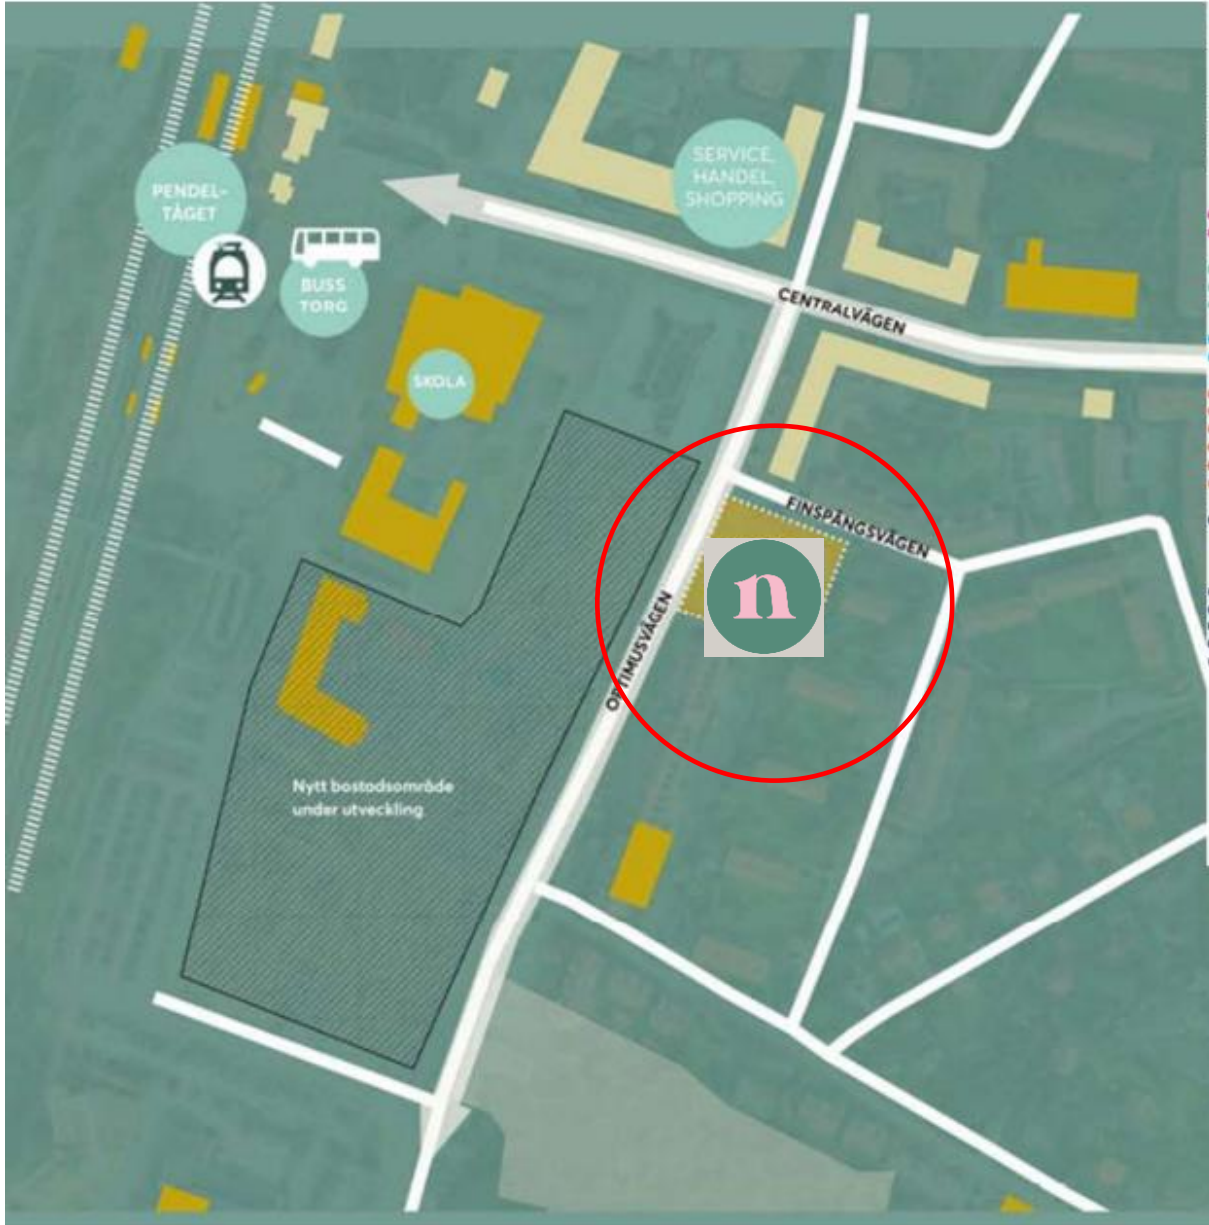 PENDEL-
TÅGET
BUSS
TORG
SERVICE,
HANDEL,
SHOPPING
CENTRALVÄGEN
SKOLA
FINSPÅNGSVÄGEN
n
OPTIMUSVÄGEN
Nytt bostadsområde
under utveckling